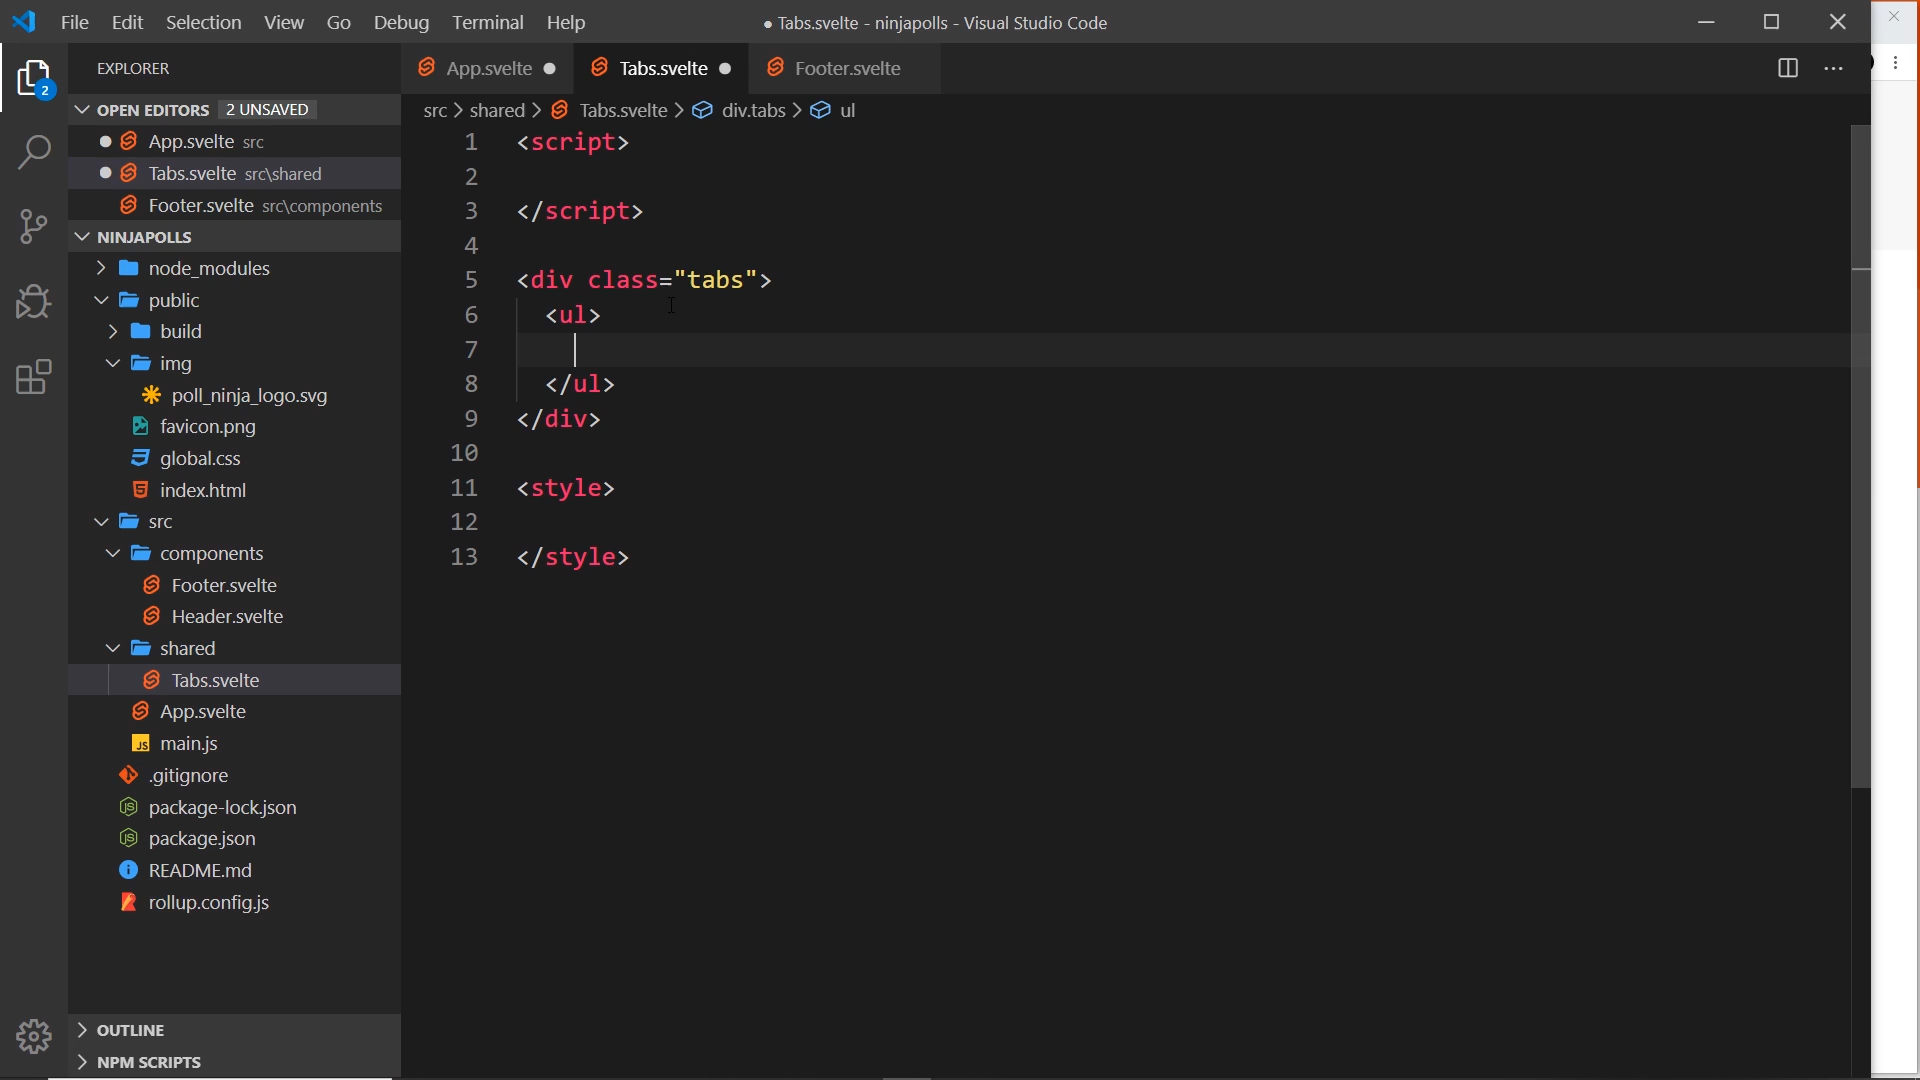 File Edit Selection View Go Debug Terminal Help
● Tabs.svelte - ninjapolls - Visual Studio Code
EXPLORER
App.svelte
Tabs.svelte
Footer.svelte
2
OPEN EDITORS 2 UNSAVED
src > shared > Tabs.svelte > div.tabs > ul
App.svelte src
Tabs.svelte src\shared
Footer.svelte src\components
NINJAPOLLS
node_modules
public
build
img
poll_ninja_logo.svg
favicon.png
global.css
index.html
src
components
Footer.svelte
Header.svelte
shared
Tabs.svelte
App.svelte
JS main.js
.gitignore
package-lock.json
package.json
README.md
rollup.config.js
OUTLINE
NPM SCRIPTS
1 <script>
2
3 </script>
4
5 <div class="tabs">
6 <ul>
7
8 </ul>
9 </div>
10
11 <style>
12
13 </style>